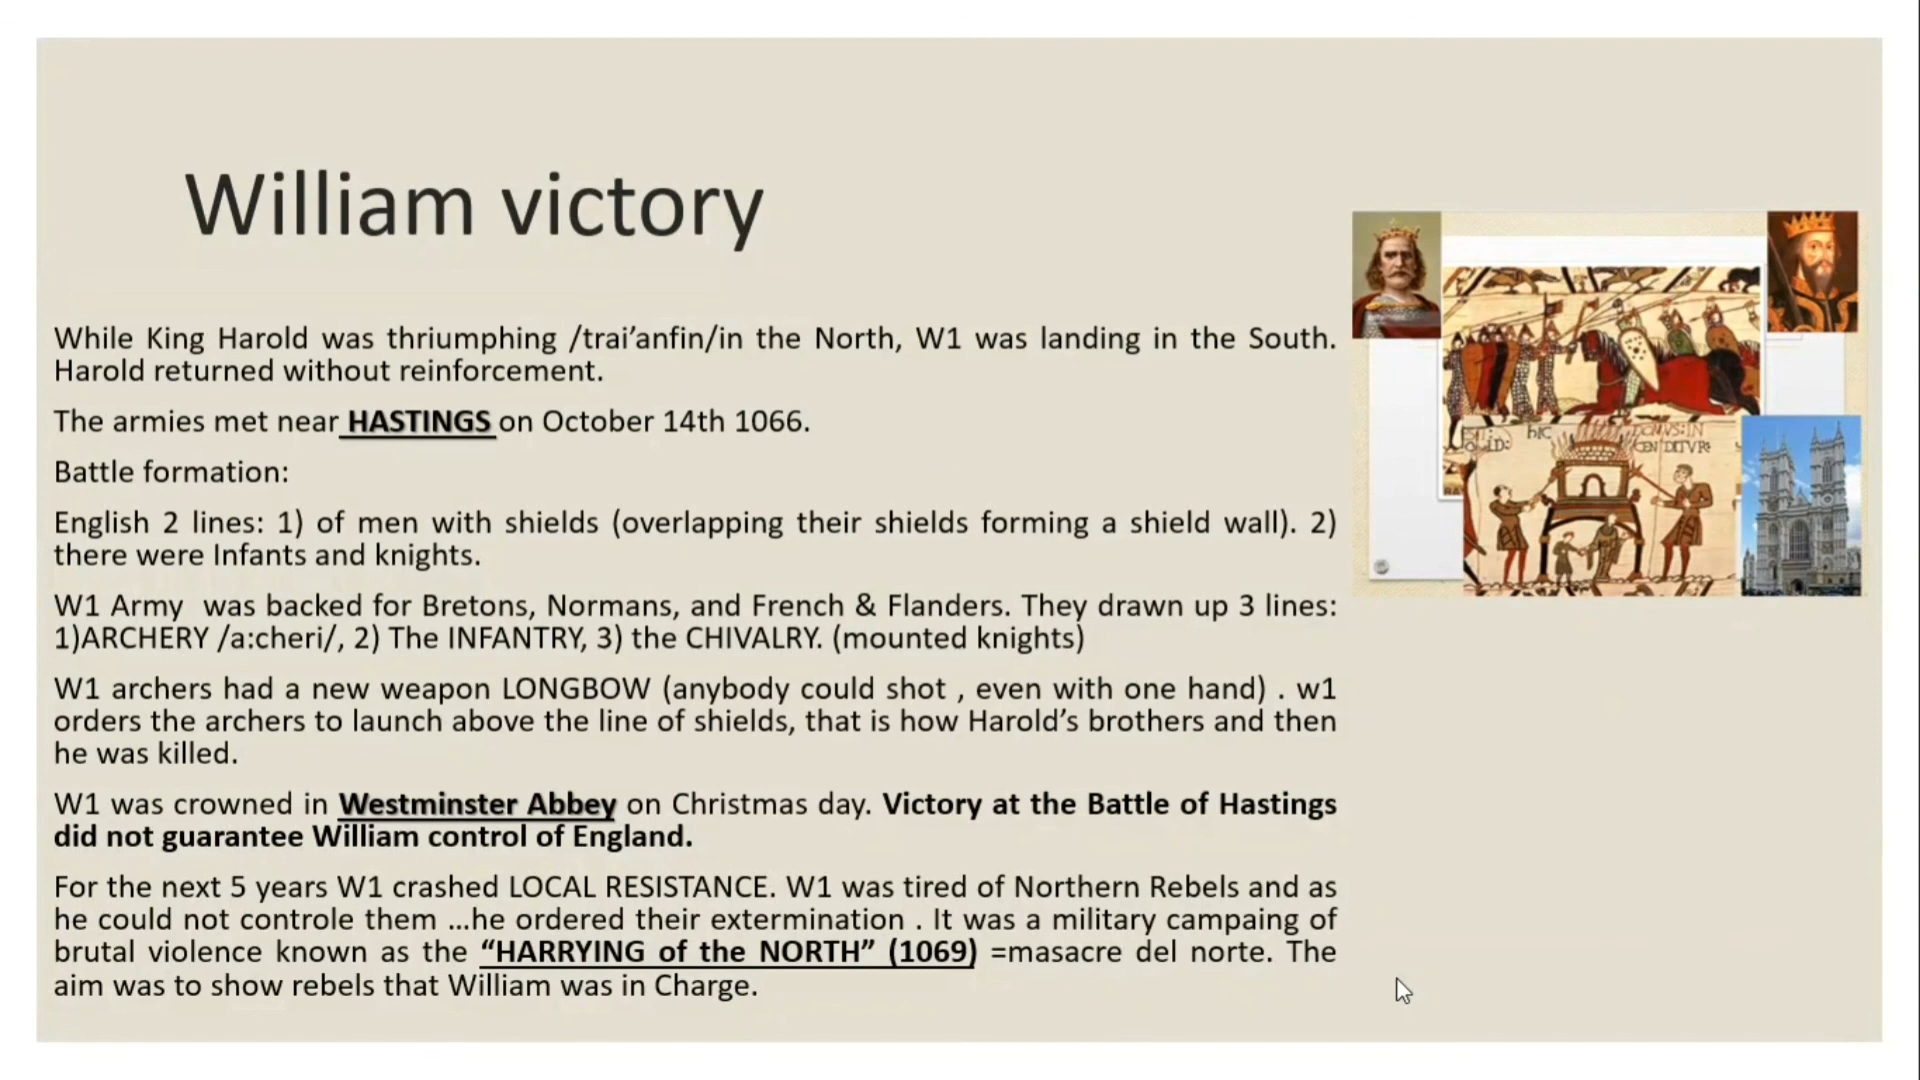 William victory
While King Harold was thriumphing /trai’anfin/in the North, W1 was landing in the South.
Harold returned without reinforcement.
The armies met near HASTINGS on October 14th 1066.
Battle formation:
English 2 lines: 1) of men with shields (overlapping their shields forming a shield wall). 2)
there were Infants and knights.
W1 Army was backed for Bretons, Normans, and French & Flanders. They drawn up 3 lines:
1)ARCHERY /a:cheri/, 2) The INFANTRY, 3) the CHIVALRY. (mounted knights)
W1 archers had a new weapon LONGBOW (anybody could shot , even with one hand) . w1
orders the archers to launch above the line of shields, that is how Harold’s brothers and then
he was killed.
W1 was crowned in Westminster Abbey on Christmas day. Victory at the Battle of Hastings
did not guarantee William control of England.
For the next 5 years W1 crashed LOCAL RESISTANCE. W1 was tired of Northern Rebels and as
he could not controle them ...he ordered their extermination . It was a military campaing of
brutal violence known as the “HARRYING of the NORTH” (1069) =masacre del norte. The
aim was to show rebels that William was in Charge.
hIC